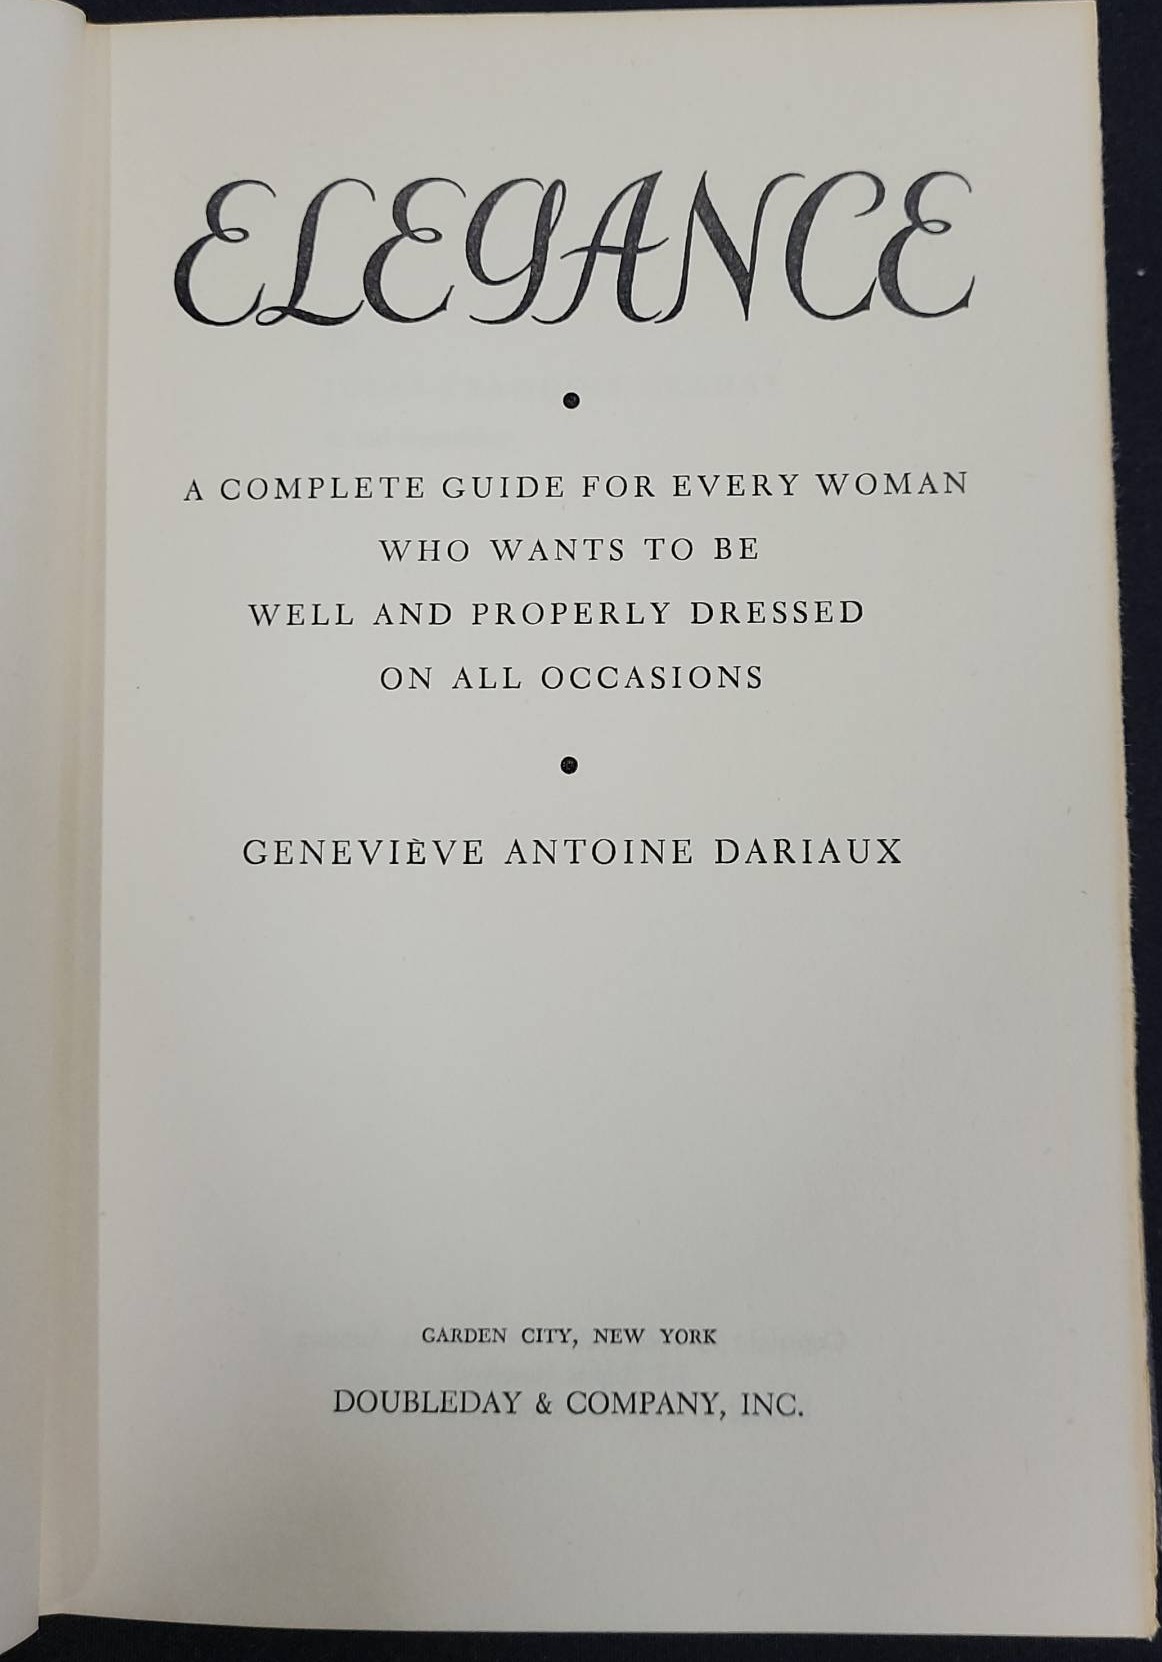 ELEGANCE
•
A COMPLETE GUIDE FOR EVERY WOMAN
WHO WANTS TO BE
WELL AND PROPERLY DRESSED
ON ALL OCCASIONS
•
GENEVIÈVE ANTOINE DARIAUX
GARDEN CITY, NEW YORK
DOUBLEDAY & COMPANY, INC.